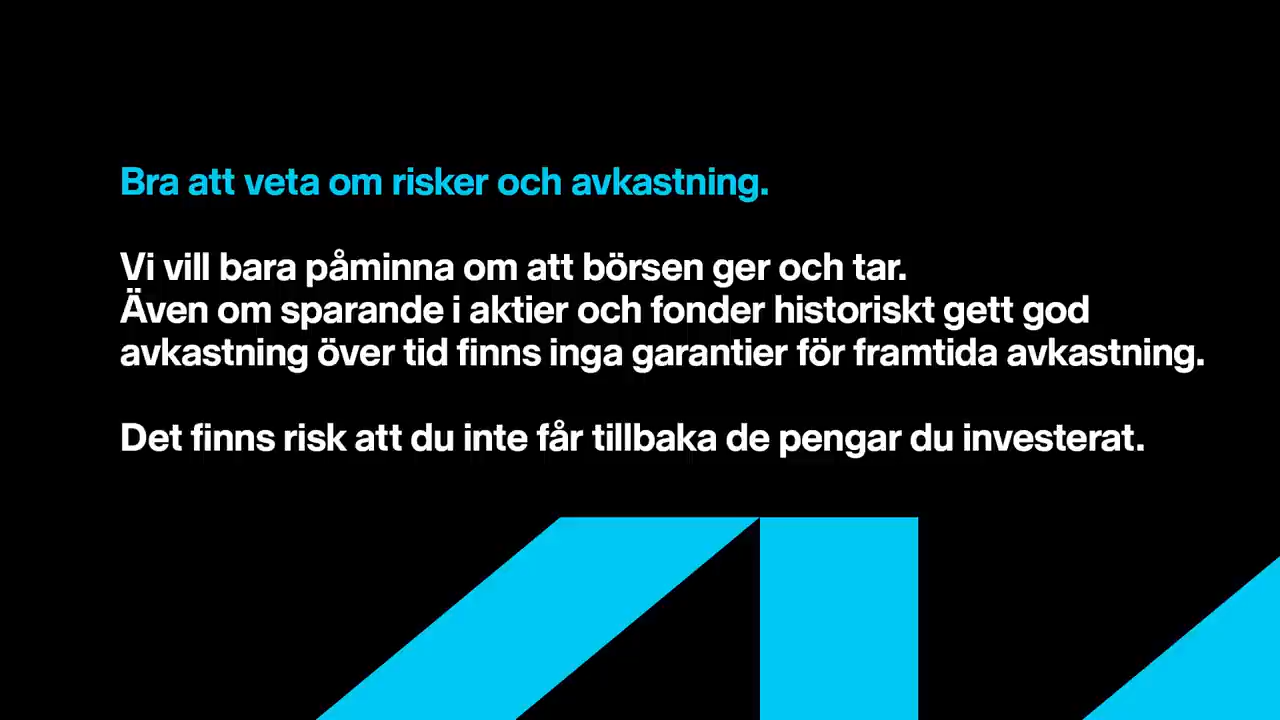 Bra att veta om risker och avkastning.
Vi vill bara påminna om att börsen ger och tar.
Även om sparande i aktier och fonder historiskt gett god
avkastning över tid finns inga garantier för framtida avkastning.
Det finns risk att du inte får tillbaka de pengar du investerat.